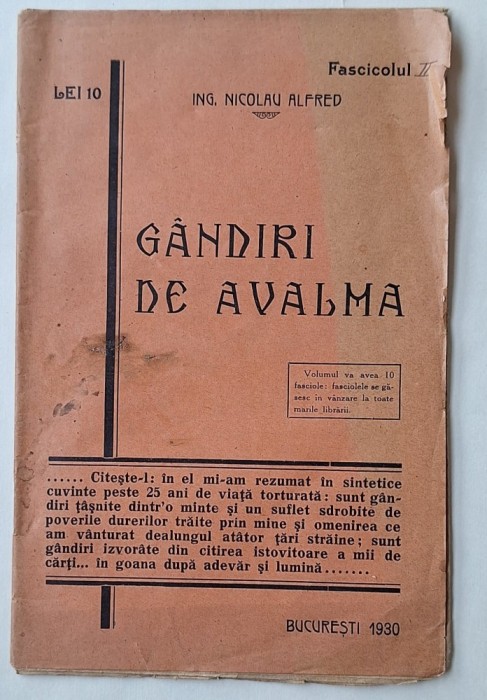 Fascicolul II
LEI 10
ING. NICOLAU ALFRED
GÂNDIRI
DE AVALMA
Volumul va avea 10
fasciole: fasciolele se gă-
sesc in vânzare la toate
marile librării.
...... Citeşte-l: în el mi-am rezumat în sintetice
cuvinte peste 25 ani de viaţă torturată: sunt gân-
diri ţâşnite dintr'o minte şi un suflet sdrobite de
poverile durerilor trăite prin mine şi omenirea ce
am vânturat dealungul atâtor ţări străine; sunt
gândiri izvorâte din citirea istovitoare a mii de
cărţi... în goana după adevăr şi lumină.......
BUCUREŞTI 1930